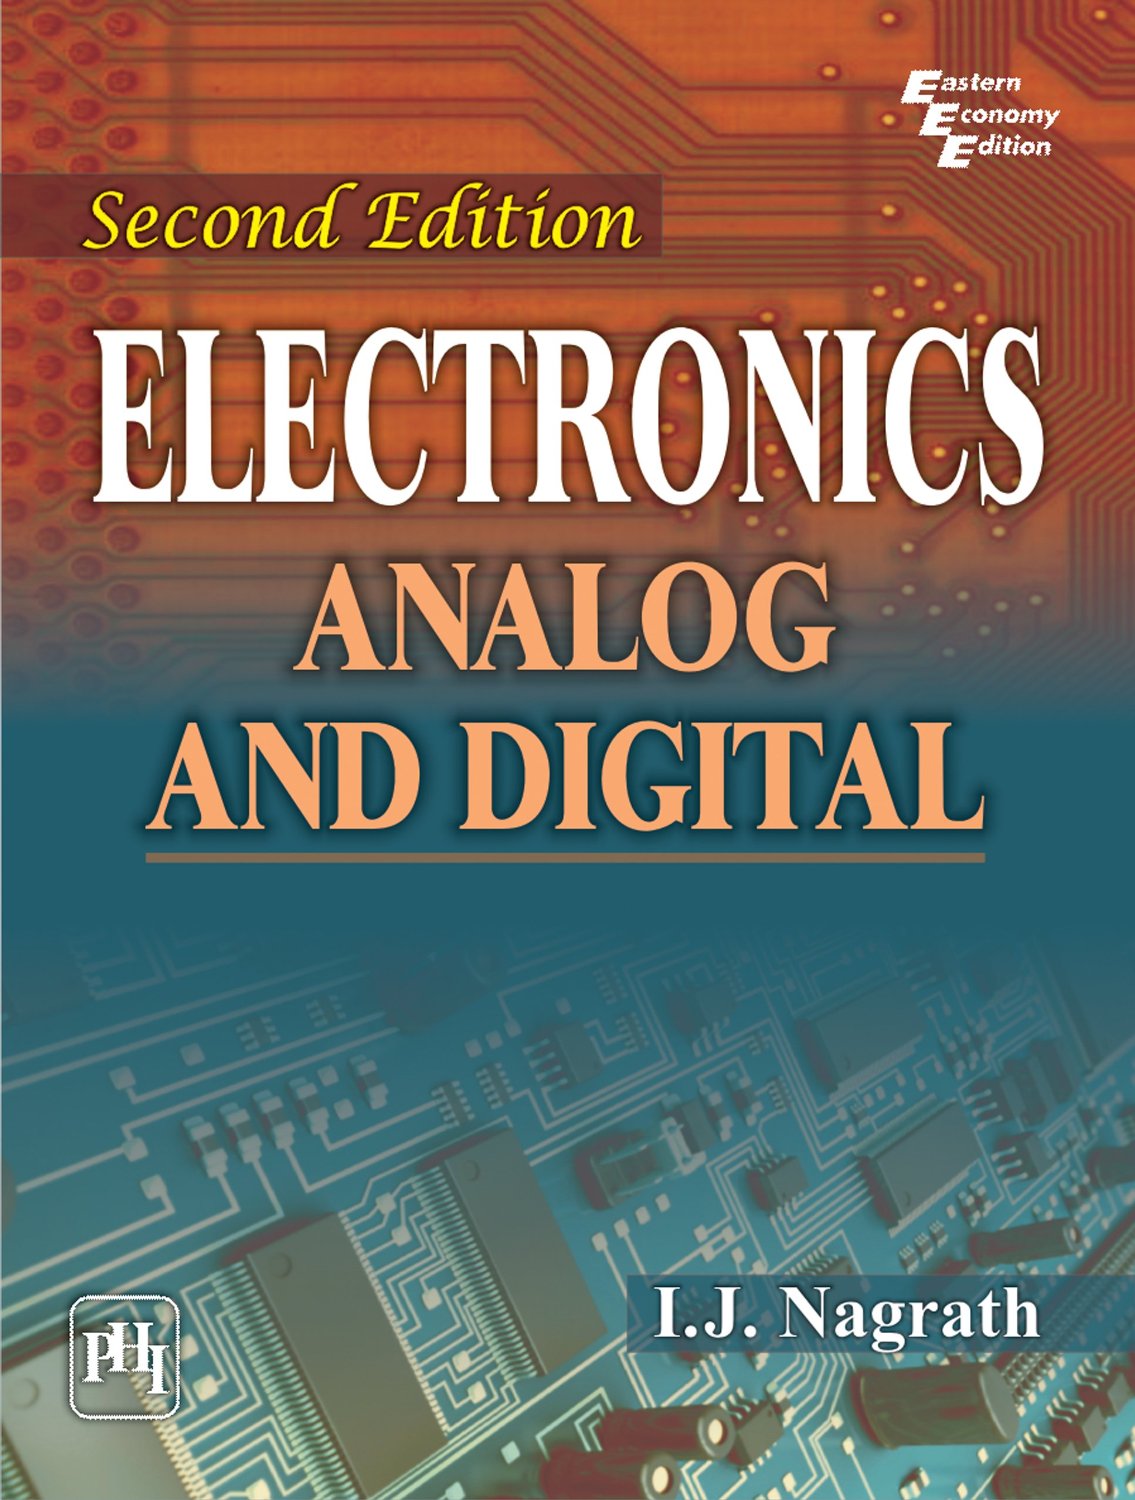 Eastern
Economy
Edition
Second Edition
ELECTRONICS
ANALOG
AND DIGITAL
I.J. Nagrath
PHI